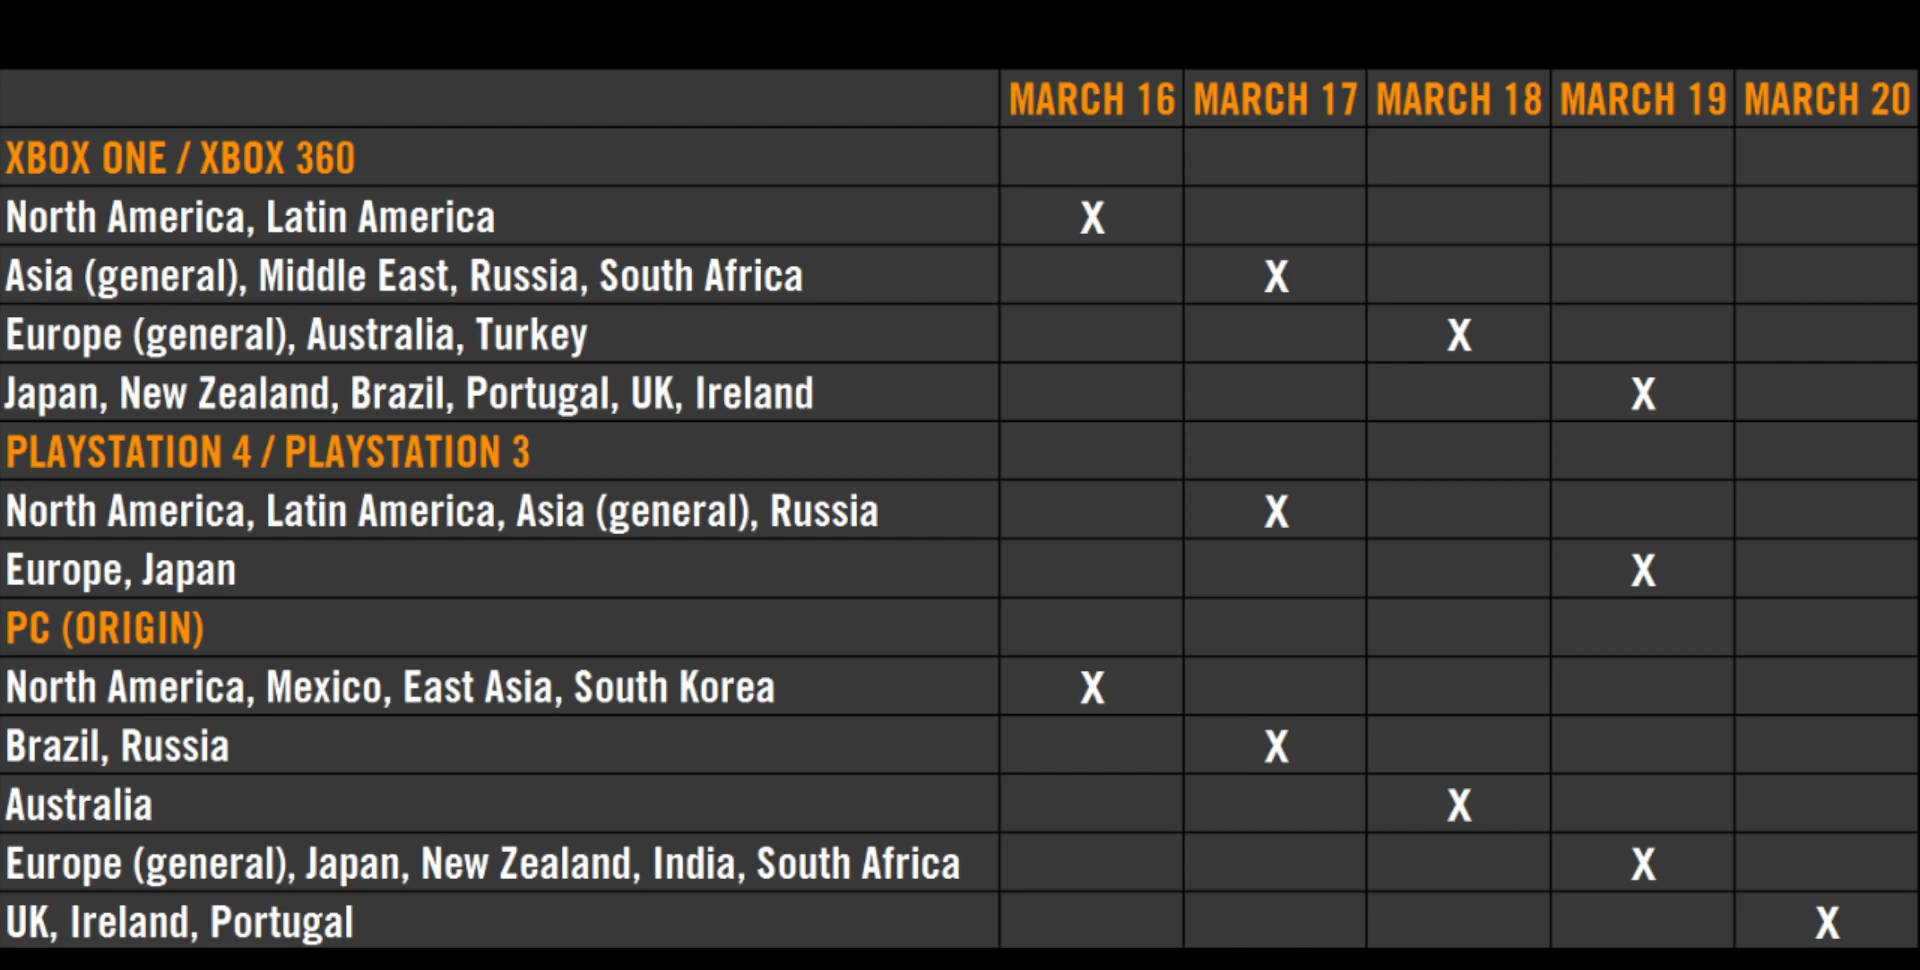 MARCH 16 MARCH 17 MARCH 18 MARCH 19 MARCH 20
XBOX ONE / XBOX 360
North America, Latin America X
Asia (general), Middle East, Russia, South Africa X
Europe (general), Australia, Turkey X
Japan, New Zealand, Brazil, Portugal, UK, Ireland X
PLAYSTATION 4 / PLAYSTATION 3
North America, Latin America, Asia (general), Russia X
Europe, Japan X
PC (ORIGIN)
North America, Mexico, East Asia, South Korea X
Brazil, Russia X
Australia X
Europe (general), Japan, New Zealand, India, South Africa X
UK, Ireland, Portugal X